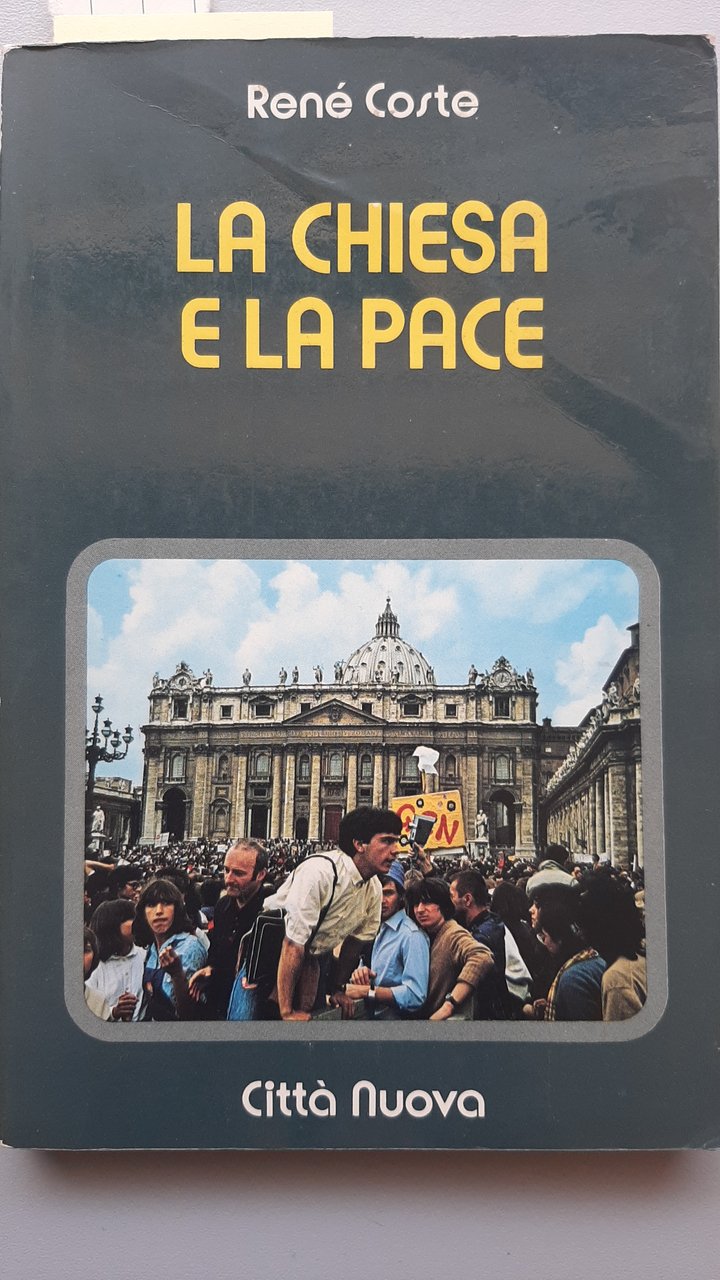 René Coste
LA CHIESA
E LA PACE
Città Nuova